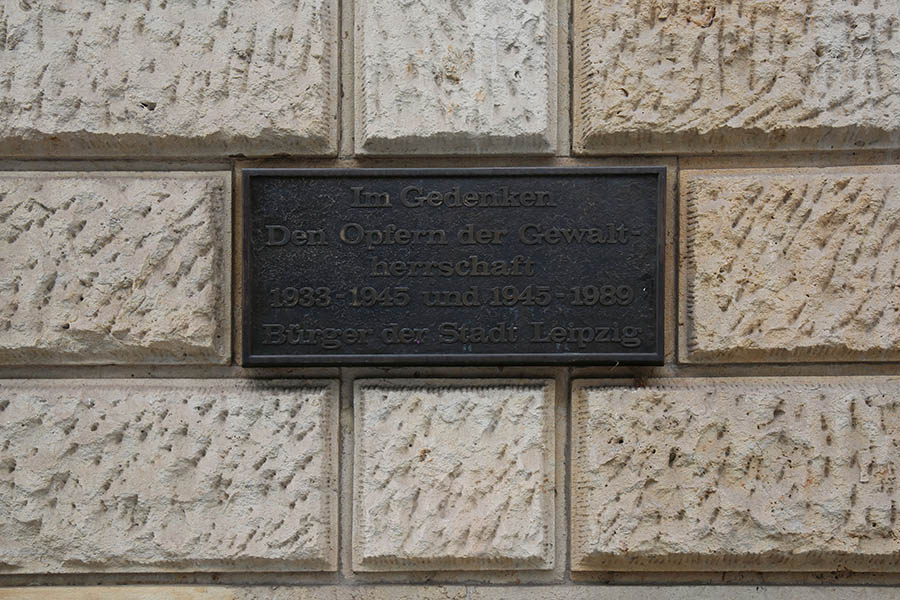 Im Gedenken
Den Opfern der Gewalt-
herrschaft
1933-1945 und 1945-1989
Bürger der Stadt Leipzig